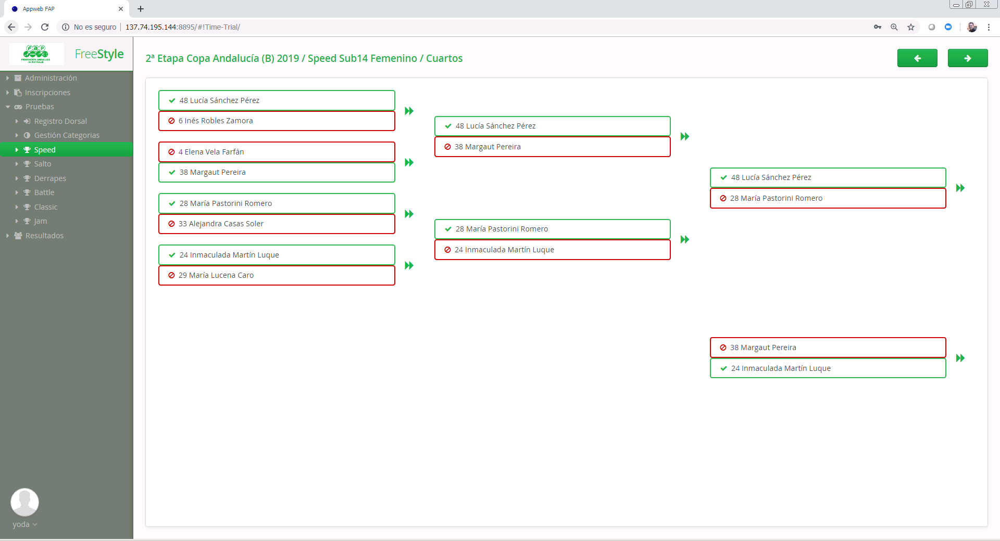 Appweb FAP
No es seguro 137.74.195.144:8895/#!Time-Trial/
FaP
FEDERACIÓN ANDALUZA
DE PATINAJE
FreeStyle
2ª Etapa Copa Andalucía (B) 2019 / Speed Sub14 Femenino / Cuartos
Administración
Inscripciones
Pruebas
Registro Dorsal
Gestión Categorias
Speed
Salto
Derrapes
Battle
Classic
Jam
Resultados
yoda
48 Lucía Sánchez Pérez
6 Inés Robles Zamora
4 Elena Vela Farfán
38 Margaut Pereira
28 María Pastorini Romero
33 Alejandra Casas Soler
24 Inmaculada Martín Luque
29 María Lucena Caro
48 Lucía Sánchez Pérez
38 Margaut Pereira
28 María Pastorini Romero
24 Inmaculada Martín Luque
48 Lucía Sánchez Pérez
28 María Pastorini Romero
38 Margaut Pereira
24 Inmaculada Martín Luque